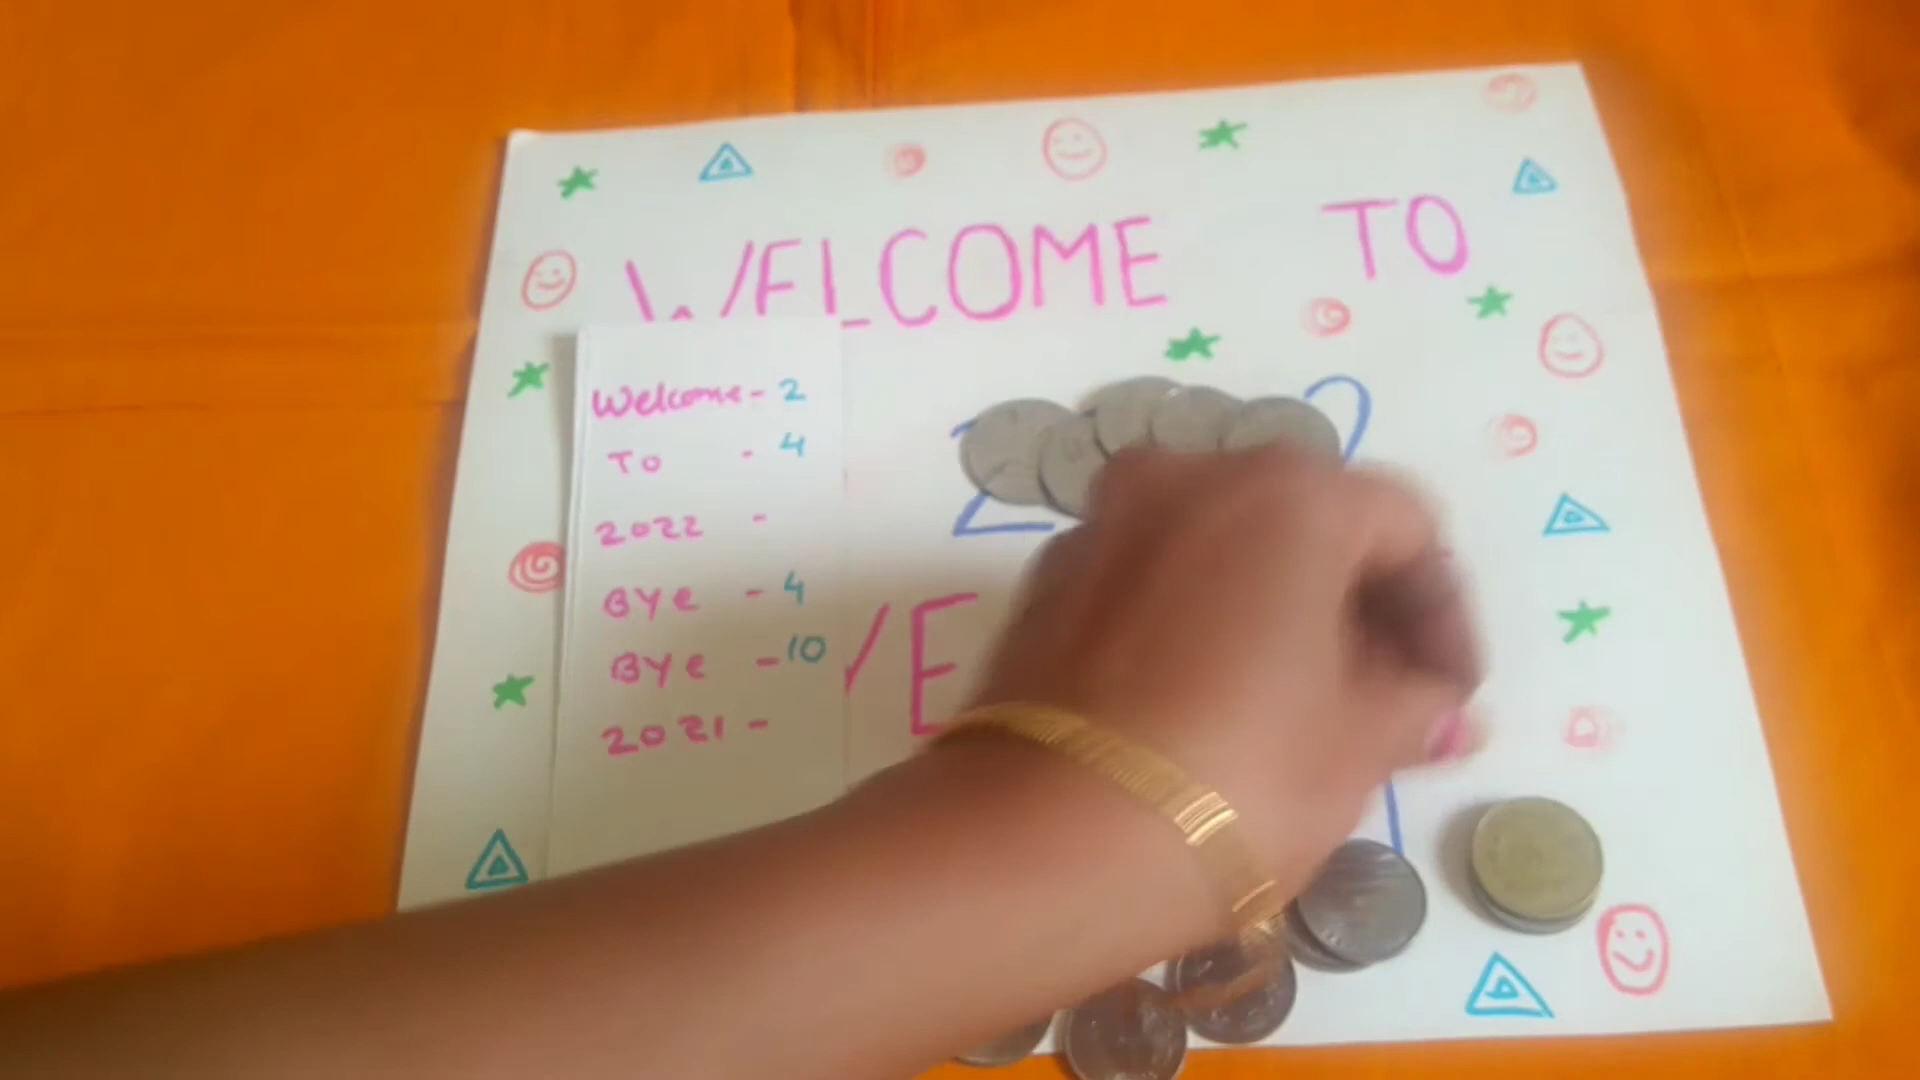 WELCOME TO
Welcome - 2
To - 4
2022 -
Bye - 4
Bye - 10
2021 -